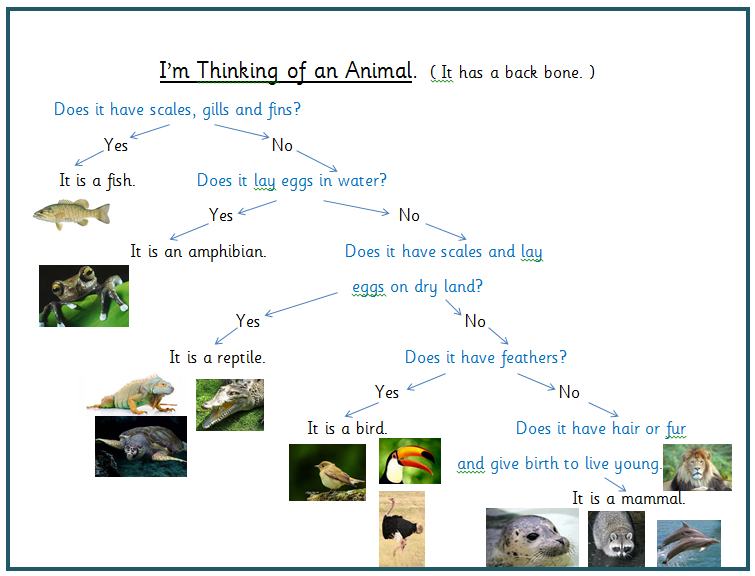 I'm Thinking of an Animal. ( It has a back bone. )
Does it have scales, gills and fins?
Yes No
It is a fish. Does it lay eggs in water?
Yes No
It is an amphibian. Does it have scales and lay
eggs on dry land?
Yes No
It is a reptile. Does it have feathers?
Yes No
It is a bird. Does it have hair or fur
and give birth to live young.
It is a mammal.